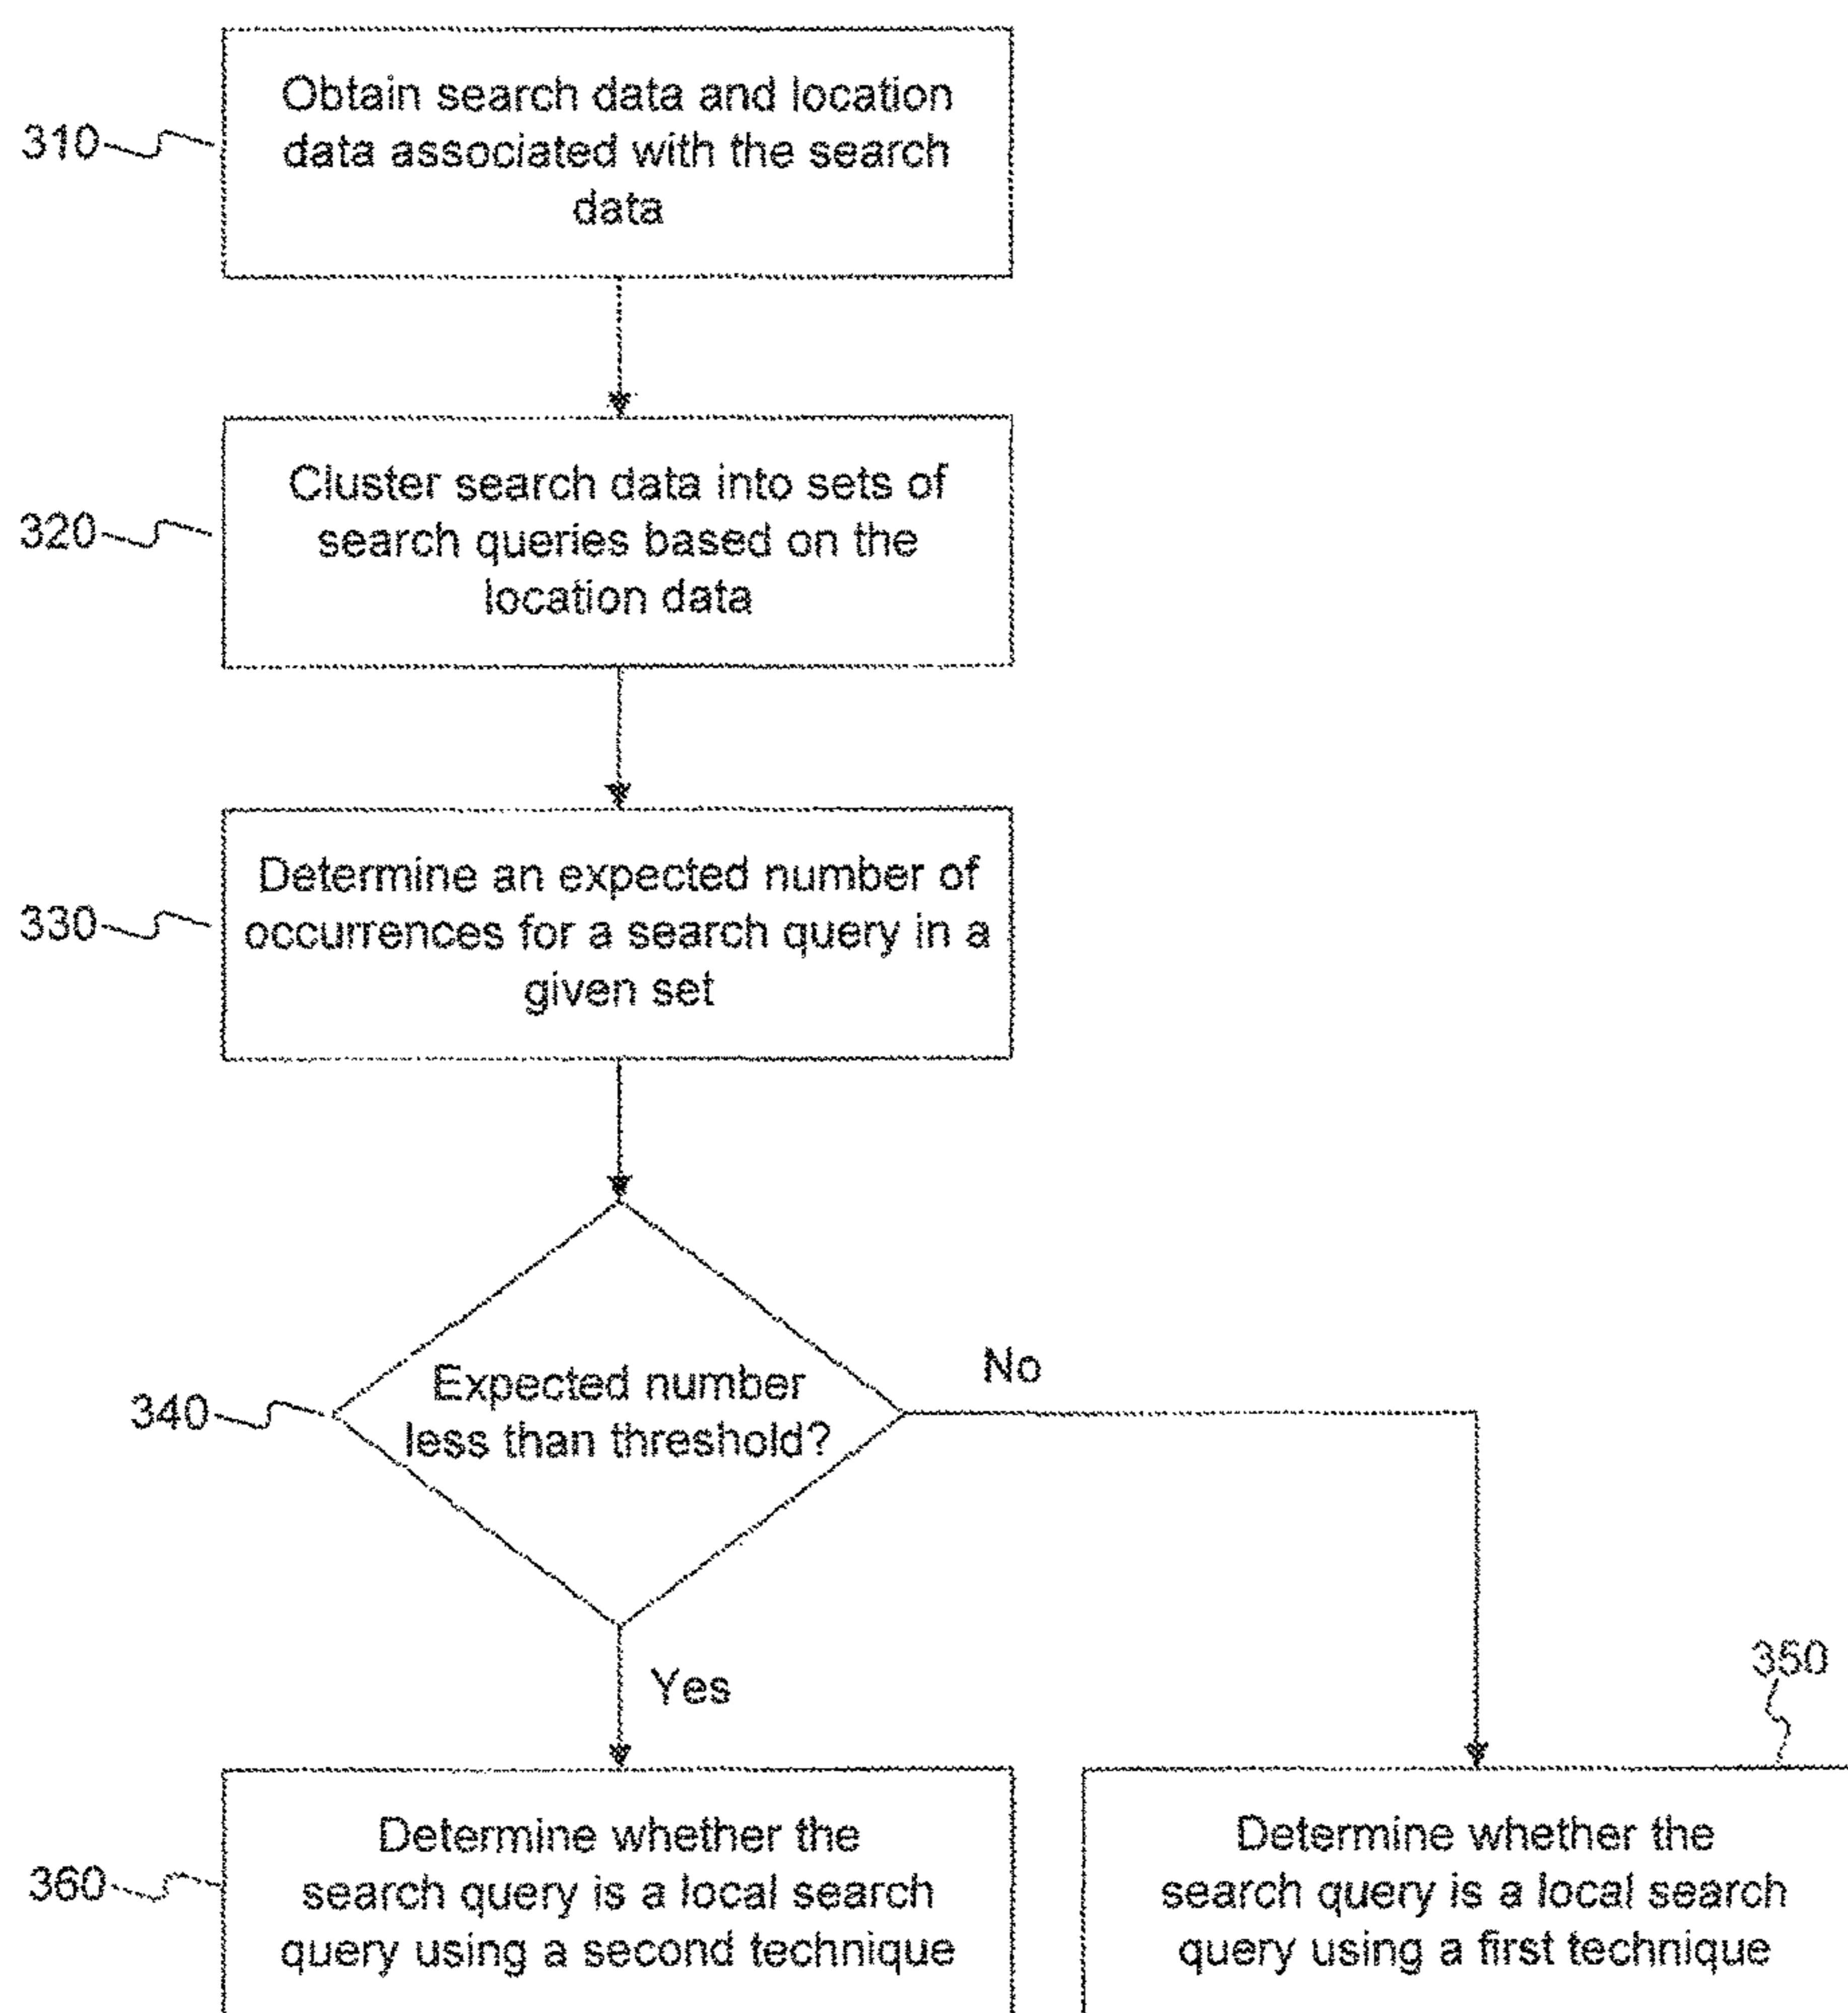 310
Obtain search data and location
data associated with the search
data
320
Cluster search data into sets of
search queries based on the
location data
330
Determine an expected number of
occurrences for a search query in a
given set
340
Expected number
less than threshold?
No
Yes
350
360
Determine whether the
search query is a local search
query using a second technique
Determine whether the
search query is a local search
query using a first technique